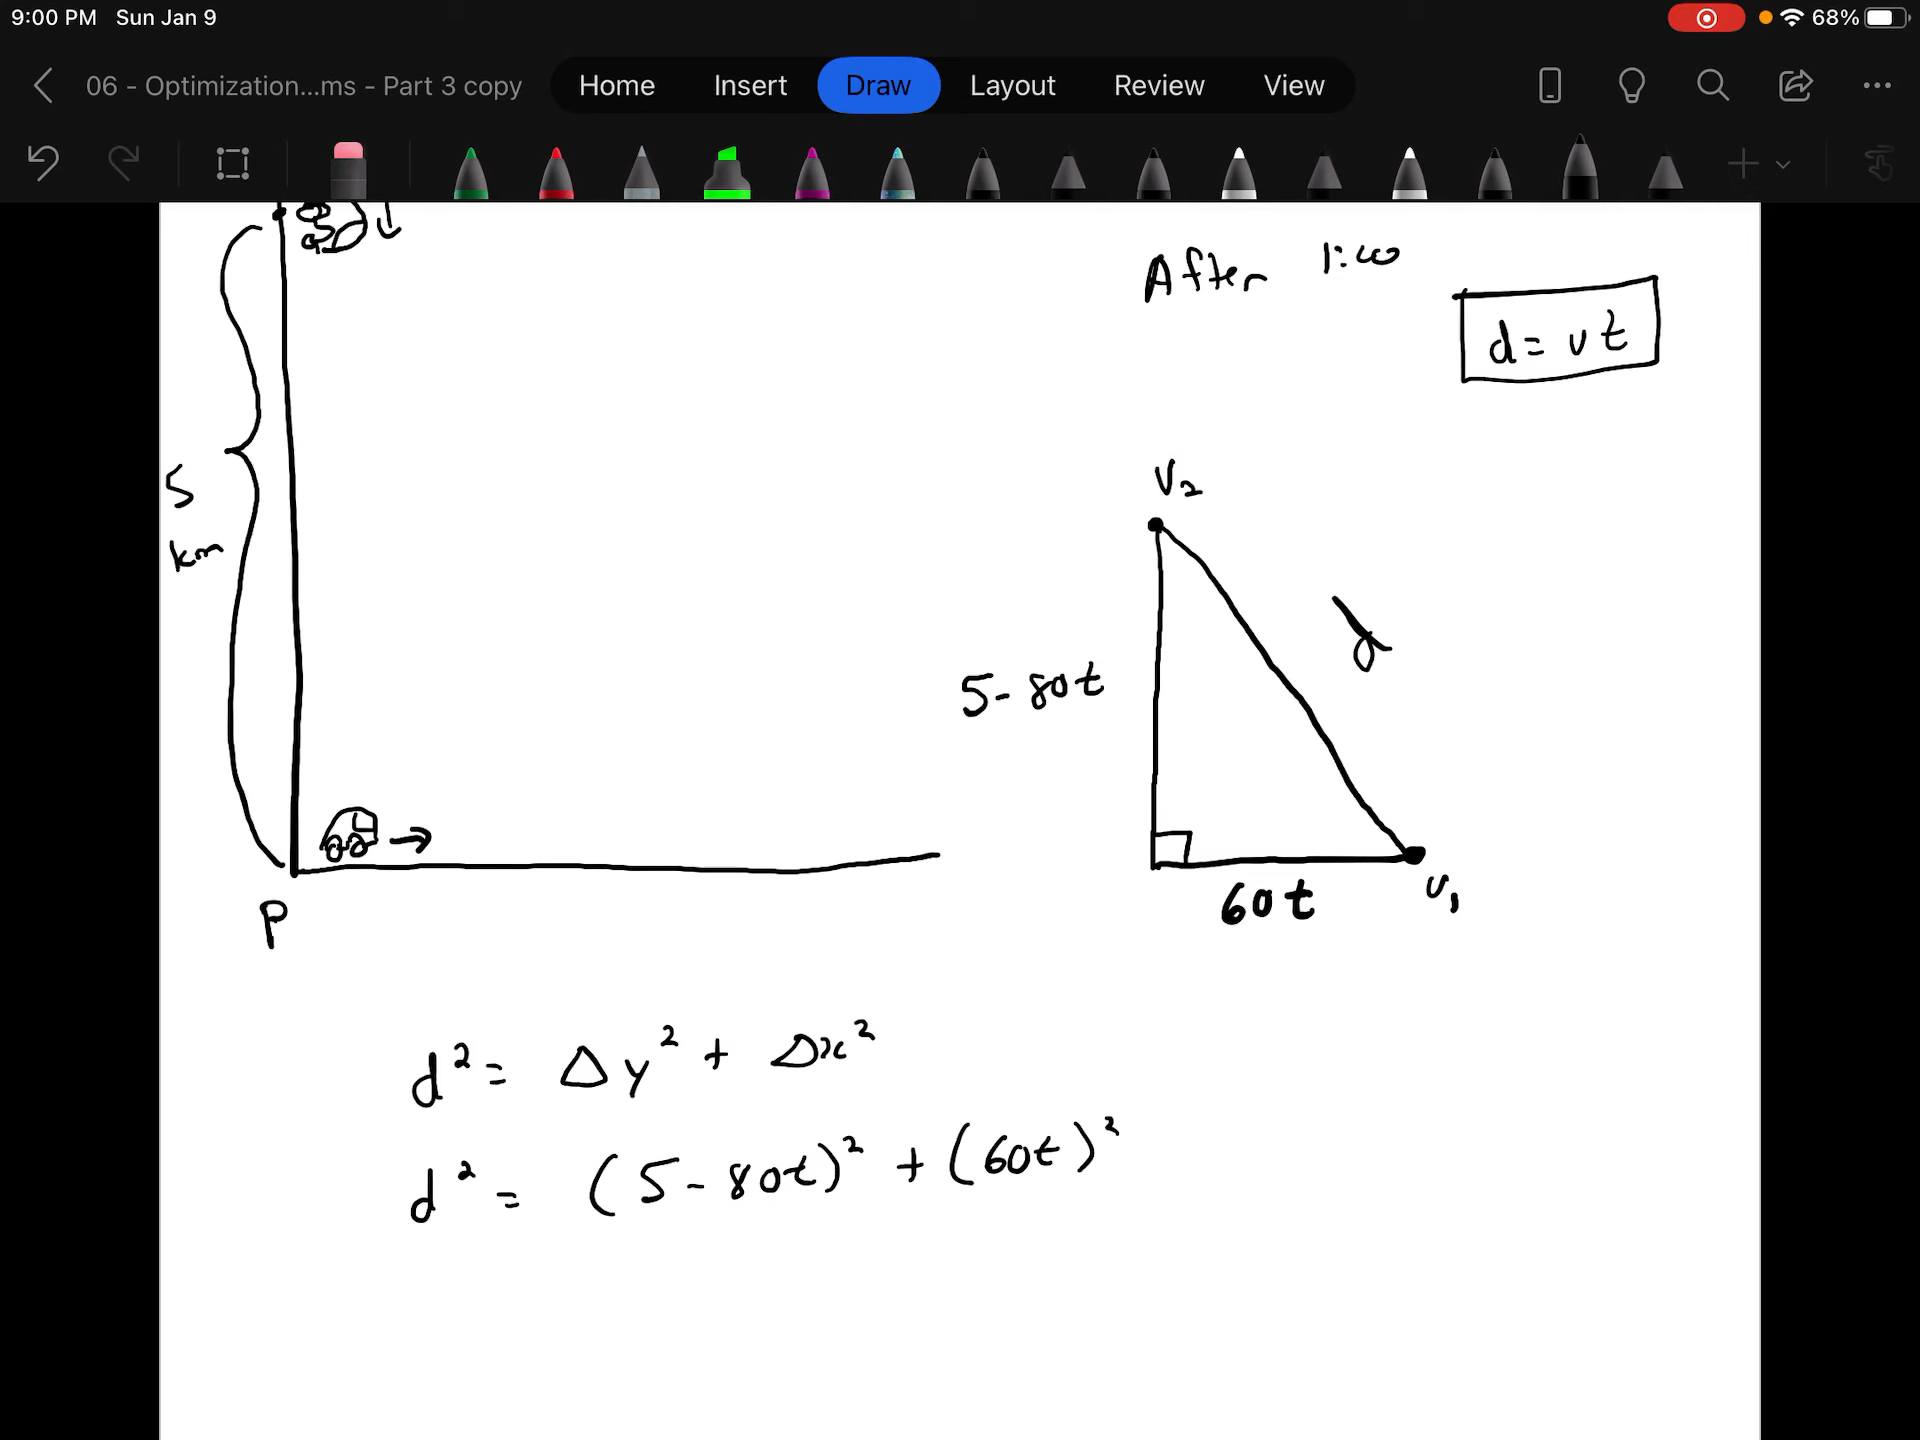 9:00 PM Sun Jan 9
68%
06 - Optimization...ms - Part 3 copy
Home Insert Draw Layout Review View
After 1:00
d = vt
5
km
V₂
5 - 80t
d
60t
V₁
P
d² = Δy² + Δx²
d² = (5 - 80t)² + (60t)²